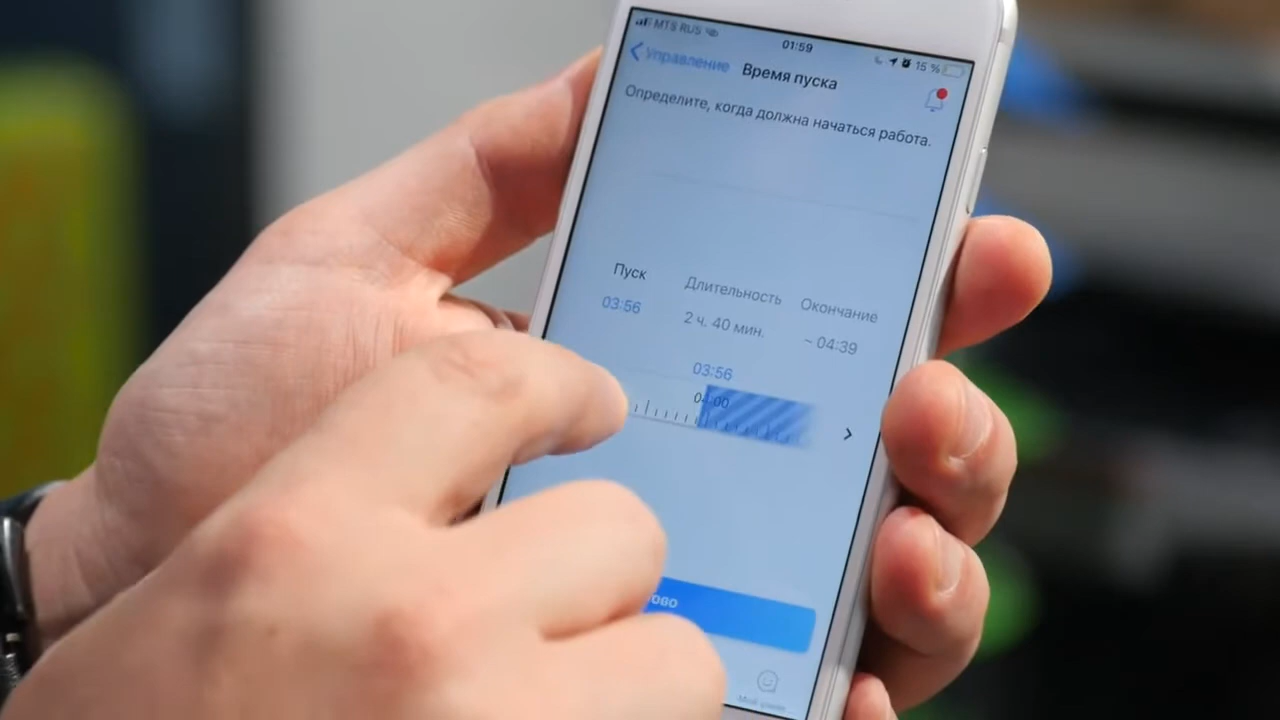 MTS RUS
01:59
15 %
Управление
Время пуска
Определите, когда должна начаться работа.
Пуск
Длительность
Окончание
03:56
2 ч. 40 мин.
~ 04:39
03:56
04:00
ово